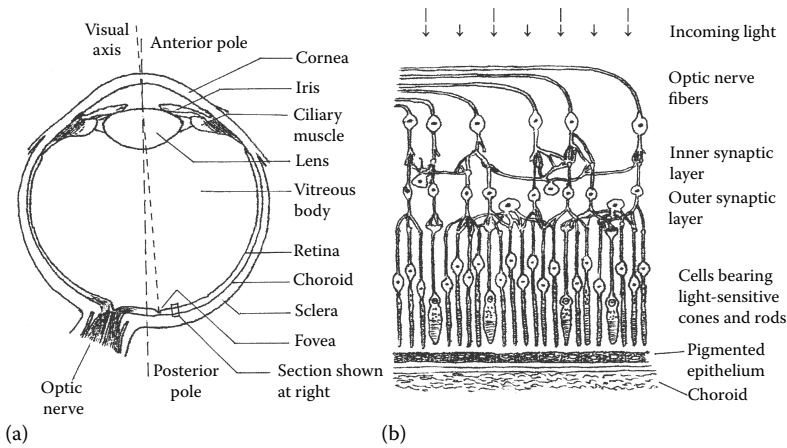 Visual
axis
Anterior pole
Cornea
Iris
Ciliary
muscle
Lens
Vitreous
body
Retina
Choroid
Sclera
Fovea
Section shown
at right
Posterior
pole
Optic
nerve
(a)
Incoming light
Optic nerve
fibers
Inner synaptic
layer
Outer synaptic
layer
Cells bearing
light-sensitive
cones and rods
Pigmented
epithelium
Choroid
(b)